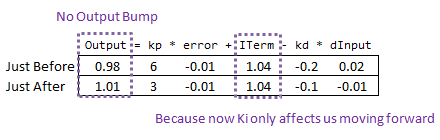 No Output Bump
Output = kp * error + ITerm - kd * dInput
Just Before 0.98 6 -0.01 1.04 -0.2 0.02
Just After 1.01 3 -0.01 1.04 -0.1 -0.01
Because now Ki only affects us moving forward